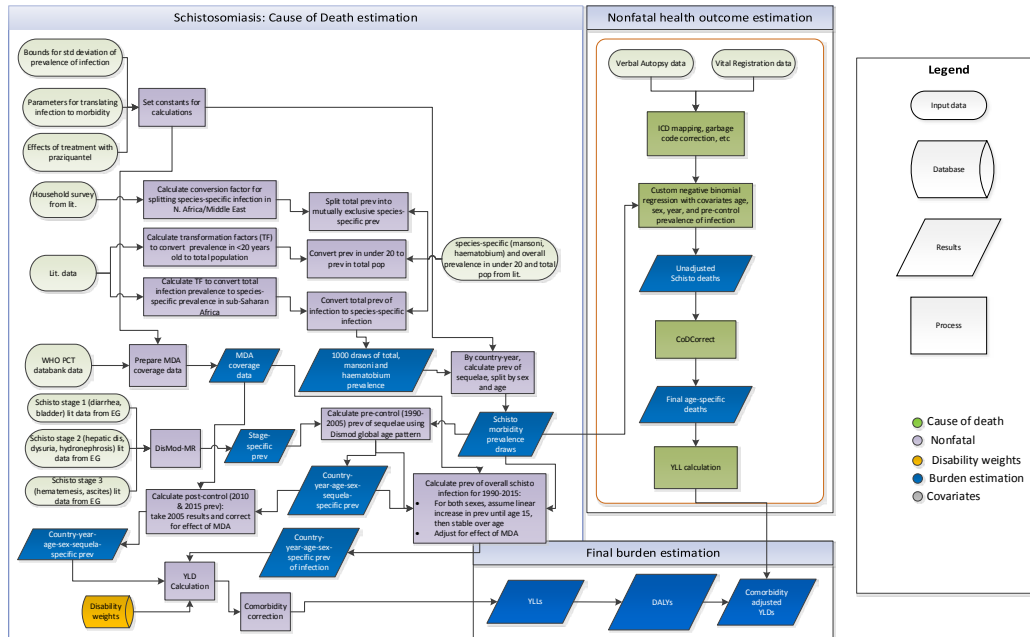 Schistosomiasis: Cause of Death estimation
Bounds for std deviation of
prevalence of infection
Parameters for translating
infection to morbidity
Effects of treatment with
praziquantel
Set constants for
calculations
Household survey
from lit.
Calculate conversion factor for
splitting species-specific infection in
N. Africa/Middle East
Split total prev into
mutually exclusive species-
specific prev
Lit. data
Calculate transformation factors (TF)
to convert prevalence in <20 years
old to total population
Convert prev in under 20 to
prev in total pop
species-specific (mansoni,
haematobium) and overall
prevalence in under 20 and total
pop from lit.
Calculate TF to convert total
infection prevalence to species-
specific prevalence in sub-Saharan
Africa
Convert total prev of
infection to species-specific
infection
WHO PCT
databank data
Prepare MDA
coverage data
MDA
coverage
data
1000 draws of total,
mansoni and
haematobium prevalence
By country-year,
calculate prev of
sequelae, split by sex
and age
Schisto stage 1 (diarrhea,
bladder) lit data from EG
Schisto stage 2 (hepatic dis,
dysuria, hydronephrosis) lit
data from EG
Schisto stage 3
(hematemesis, ascites) lit
data from EG
DisMod-MR
Stage-
specific
prev
Calculate pre-control (1990-
2005) prev of sequelae using
Dismod global age pattern
Schisto
morbidity
prevalence
draws
Calculate post-control (2010
& 2015 prev):
take 2005 results and correct
for effect of MDA
Country-
year-age-sex-
sequela-
specific prev
Calculate prev of overall schisto
infection for 1990-2015:
• For both sexes, assume linear
increase in prev until age 15,
then stable over age
• Adjust for effect of MDA
Country-year-
age-sex-sequela-
specific prev
Country-
year-age-sex-
specific prev
of infection
YLD
Calculation
Disability
weights
Comorbidity
correction
Nonfatal health outcome estimation
Verbal Autopsy data
Vital Registration data
ICD mapping, garbage
code correction, etc
Custom negative binomial
regression with covariates age,
sex, year, and pre-control
prevalence of infection
Unadjusted
Schisto deaths
CoDCorrect
Final age-specific
deaths
YLL calculation
Final burden estimation
YLLs
DALYs
Comorbidity
adjusted
YLDs
Legend
Input data
Database
Results
Process
Cause of death
Nonfatal
Disability weights
Burden estimation
Covariates